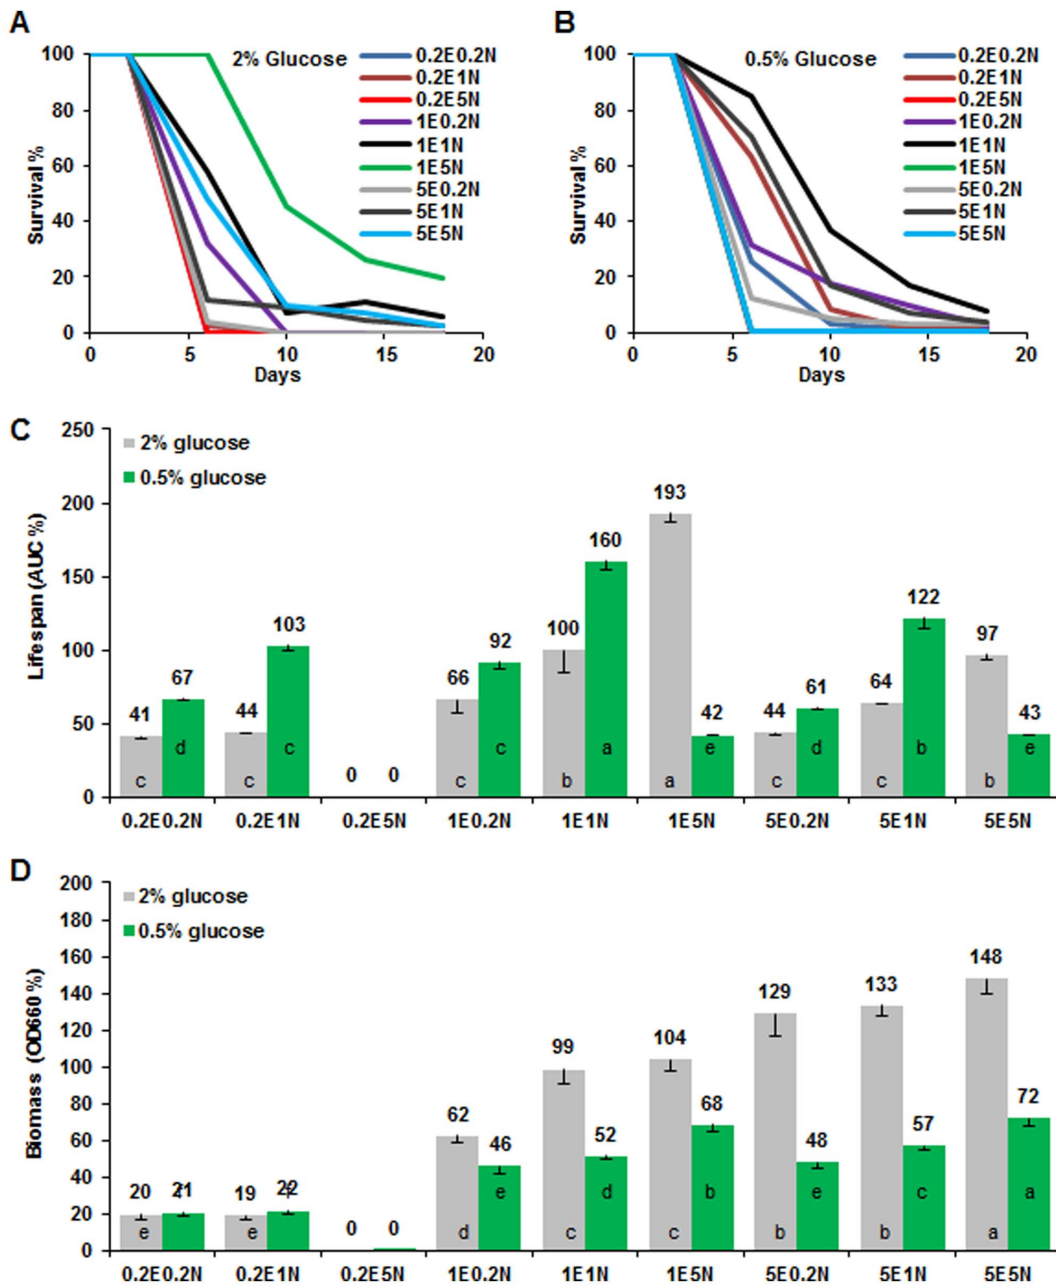 A
100
80
60
40
20
0
Survival %
2% Glucose
0.2E0.2N
0.2E1N
0.2E5N
1E0.2N
1E1N
1E5N
5E0.2N
5E1N
5E5N
0 5 10 15 20
Days
B
100
80
60
40
20
0
Survival %
0.5% Glucose
0.2E0.2N
0.2E1N
0.2E5N
1E0.2N
1E1N
1E5N
5E0.2N
5E1N
5E5N
0 5 10 15 20
Days
C
250
200
150
100
50
0
Lifespan (AUC %)
2% glucose
0.5% glucose
41 67 44 103 0 0 66 92 100 160 193 42 44 61 64 122 97 43
c d c c c c b a a e c d c b b e
0.2E0.2N 0.2E1N 0.2E5N 1E0.2N 1E1N 1E5N 5E0.2N 5E1N 5E5N
D
200
180
160
140
120
100
80
60
40
20
0
Biomass (OD660 %)
2% glucose
0.5% glucose
20 21 19 22 0 0 62 46 99 52 104 68 129 48 133 57 148 72
e e d e c d c b b e b c a a
0.2E0.2N 0.2E1N 0.2E5N 1E0.2N 1E1N 1E5N 5E0.2N 5E1N 5E5N